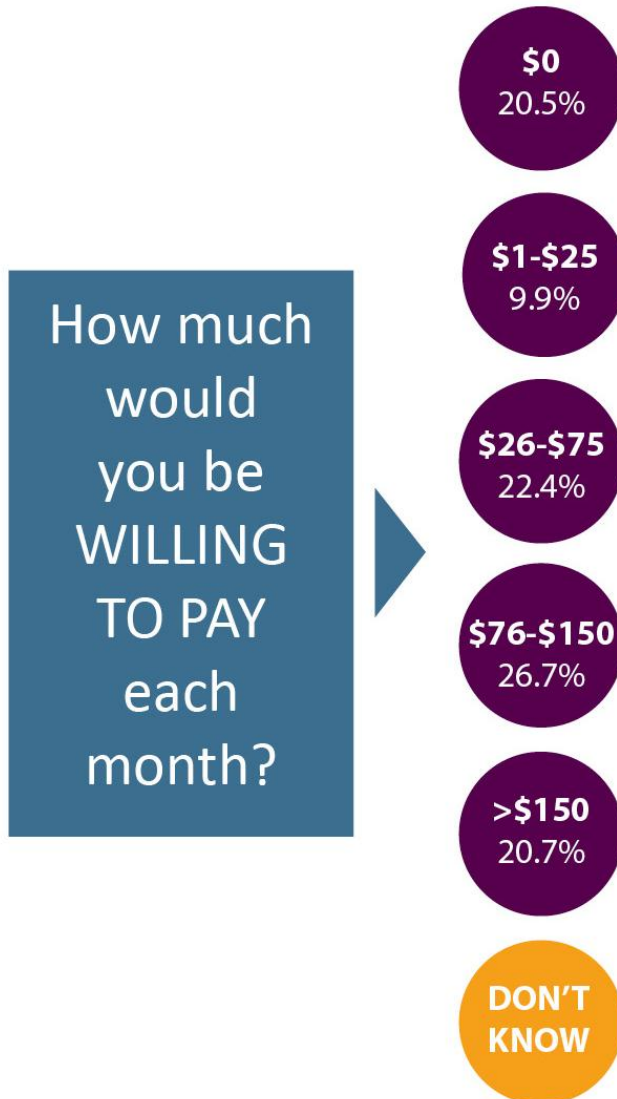 How much
would
you be
WILLING
TO PAY
each
month?
$0
20.5%
$1-$25
9.9%
$26-$75
22.4%
$76-$150
26.7%
>$150
20.7%
DON'T
KNOW